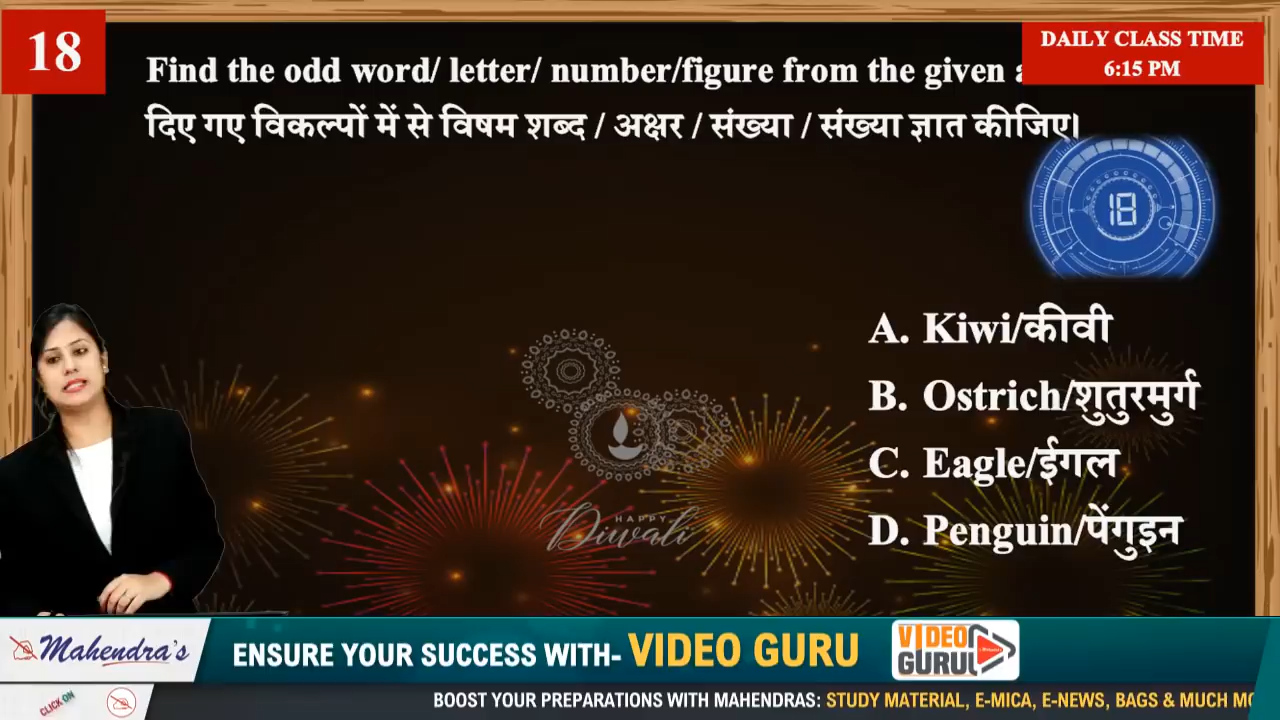 18
DAILY CLASS TIME
6:15 PM
Find the odd word/ letter/ number/figure from the given
दिए गए विकल्पों में से विषम शब्द / अक्षर / संख्या / संख्या ज्ञात कीजिए।
18
A. Kiwi/कीवी
B. Ostrich/शुतुरमुर्ग
C. Eagle/ईगल
D. Penguin/पेंगुइन
HAPPY
Diwali
Mahendra's
ENSURE YOUR SUCCESS WITH- VIDEO GURU
VIDEO
GURU
CLICK ON
BOOST YOUR PREPARATIONS WITH MAHENDRAS: STUDY MATERIAL, E-MICA, E-NEWS, BAGS & MUCH